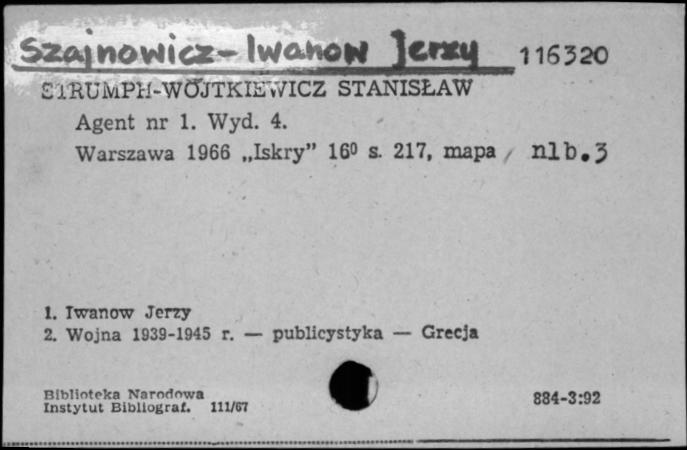 Szajnowicz-Iwanow Jerzy 116320
STRUMPH-WOJTKIEWICZ STANISŁAW
Agent nr 1. Wyd. 4.
Warszawa 1966 „Iskry” 16⁰ s. 217, mapa, nlb.3
1. Iwanow Jerzy
2. Wojna 1939-1945 r. — publicystyka — Grecja
Biblioteka Narodowa
Instytut Bibliograf. 111/67
884-3:92